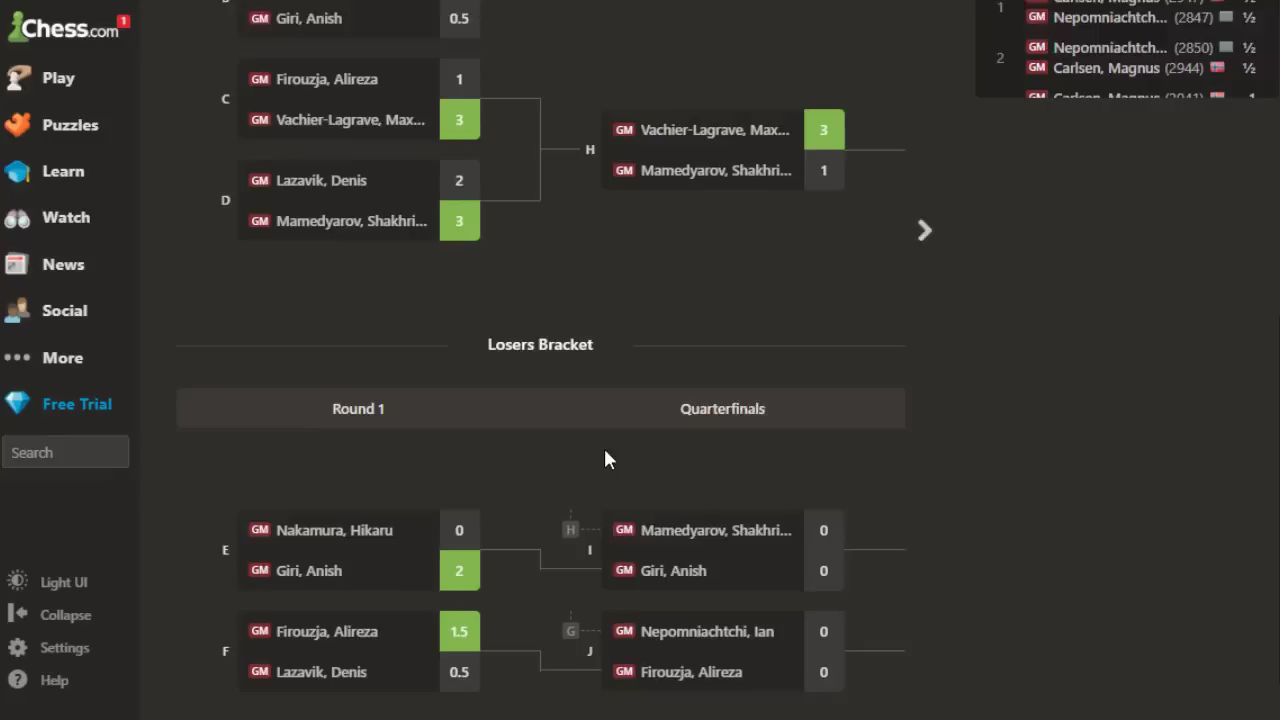 Chess.com
1
Play
Puzzles
Learn
Watch
News
Social
More
Free Trial
Search
Light UI
Collapse
Settings
Help
GM Giri, Anish 0.5
C
GM Firouzja, Alireza 1
GM Vachier-Lagrave, Max... 3
D
GM Lazavik, Denis 2
GM Mamedyarov, Shakhri... 3
H
GM Vachier-Lagrave, Max... 3
GM Mamedyarov, Shakhri... 1
Losers Bracket
Round 1 Quarterfinals
E
GM Nakamura, Hikaru 0
GM Giri, Anish 2
H
I
GM Mamedyarov, Shakhri... 0
GM Giri, Anish 0
F
GM Firouzja, Alireza 1.5
GM Lazavik, Denis 0.5
G
J
GM Nepomniachtchi, Ian 0
GM Firouzja, Alireza 0
1
GM Nepomniachtch... (2847) ½
2
GM Nepomniachtch... (2850) ½
GM Carlsen, Magnus (2944) ½